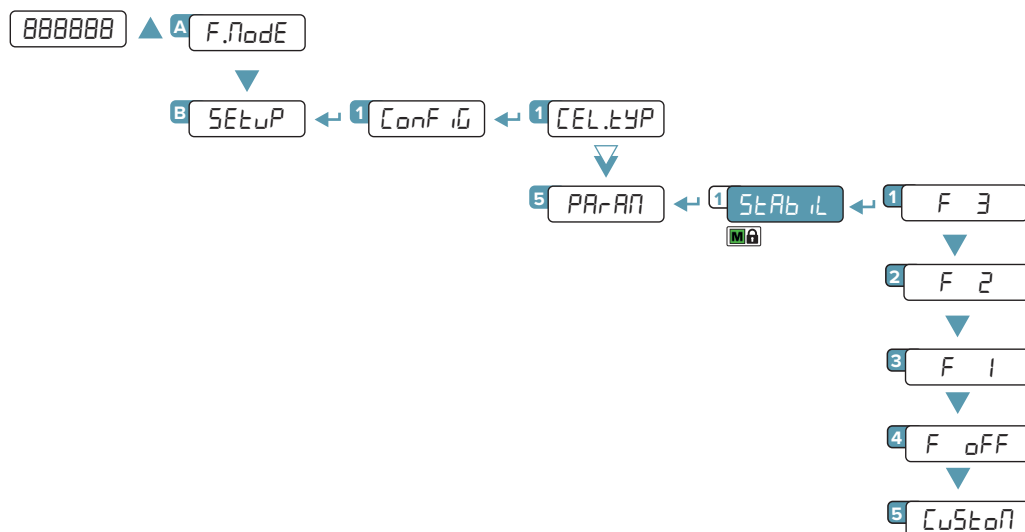 888888 A F.ModE
B SEtuP 1 ConFiG 1 CEL.tYP
5 PArAM 1 StAbiL 1 F 3
M
2 F 2
3 F 1
4 F oFF
5 CuStoM